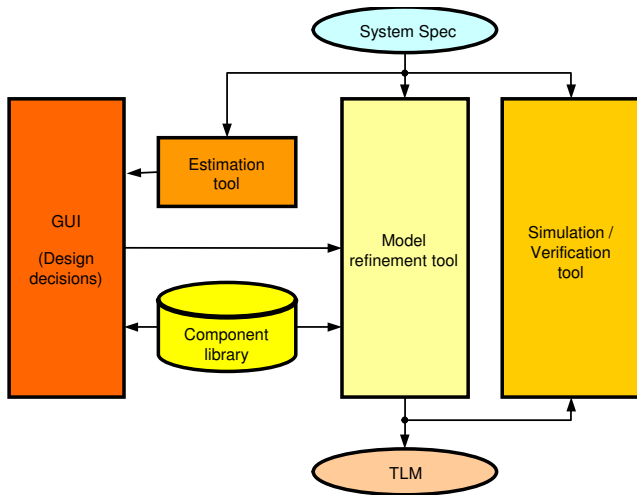 System Spec
Estimation
tool
GUI
(Design
decisions)
Model
refinement tool
Simulation /
Verification
tool
Component
library
TLM